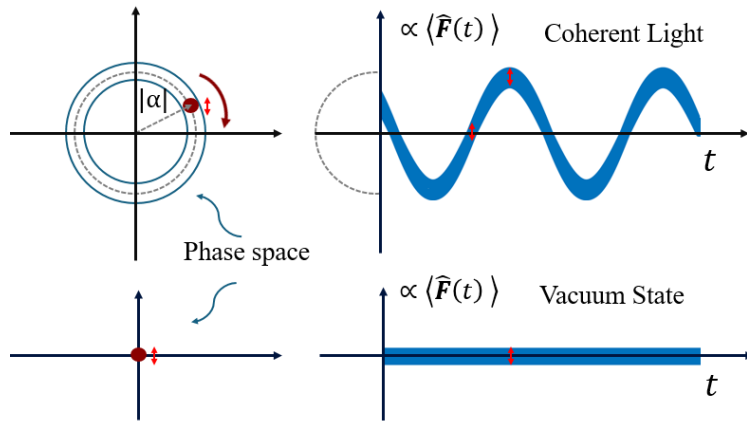 ∝ ⟨F̂(t) ⟩
Coherent Light
|α|
t
Phase space
∝ ⟨F̂(t) ⟩
Vacuum State
t